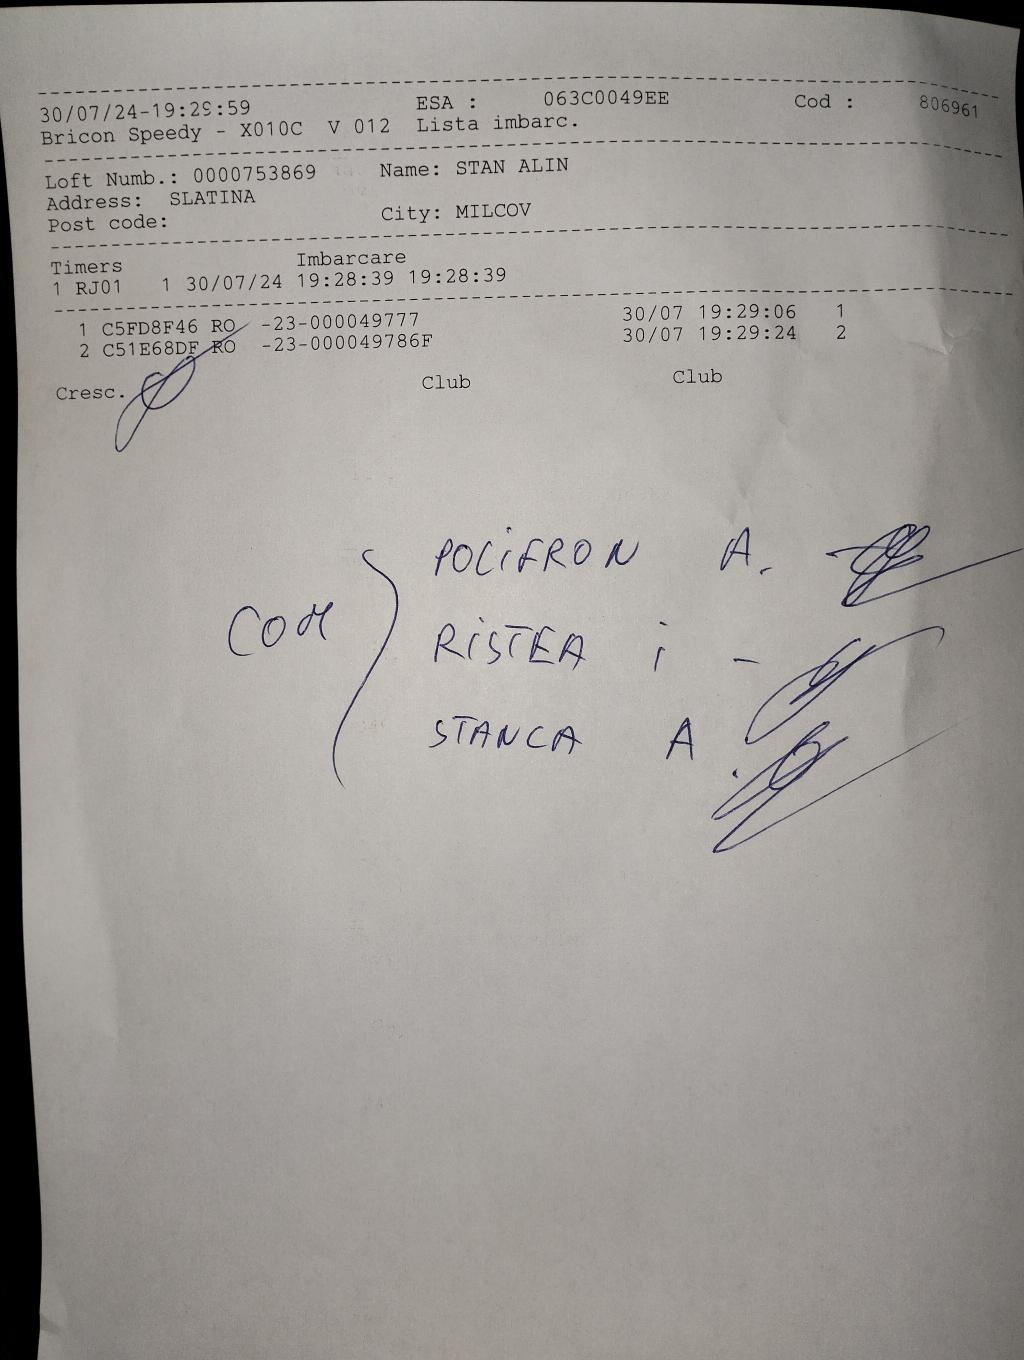 30/07/24-19:29:59 ESA : 063C0049EE Cod : 806961
Bricon Speedy - X010C V 012 Lista imbarc.
Loft Numb.: 0000753869 Name: STAN ALIN
Address: SLATINA
Post code: City: MILCOV
Timers Imbarcare
1 RJ01 1 30/07/24 19:28:39 19:28:39
1 C5FD8F46 RO -23-000049777 30/07 19:29:06 1
2 C51E68DF RO -23-000049786F 30/07 19:29:24 2
Cresc. Club Club
POLIFRON A.
COM RISTEA i -
STANCA A.